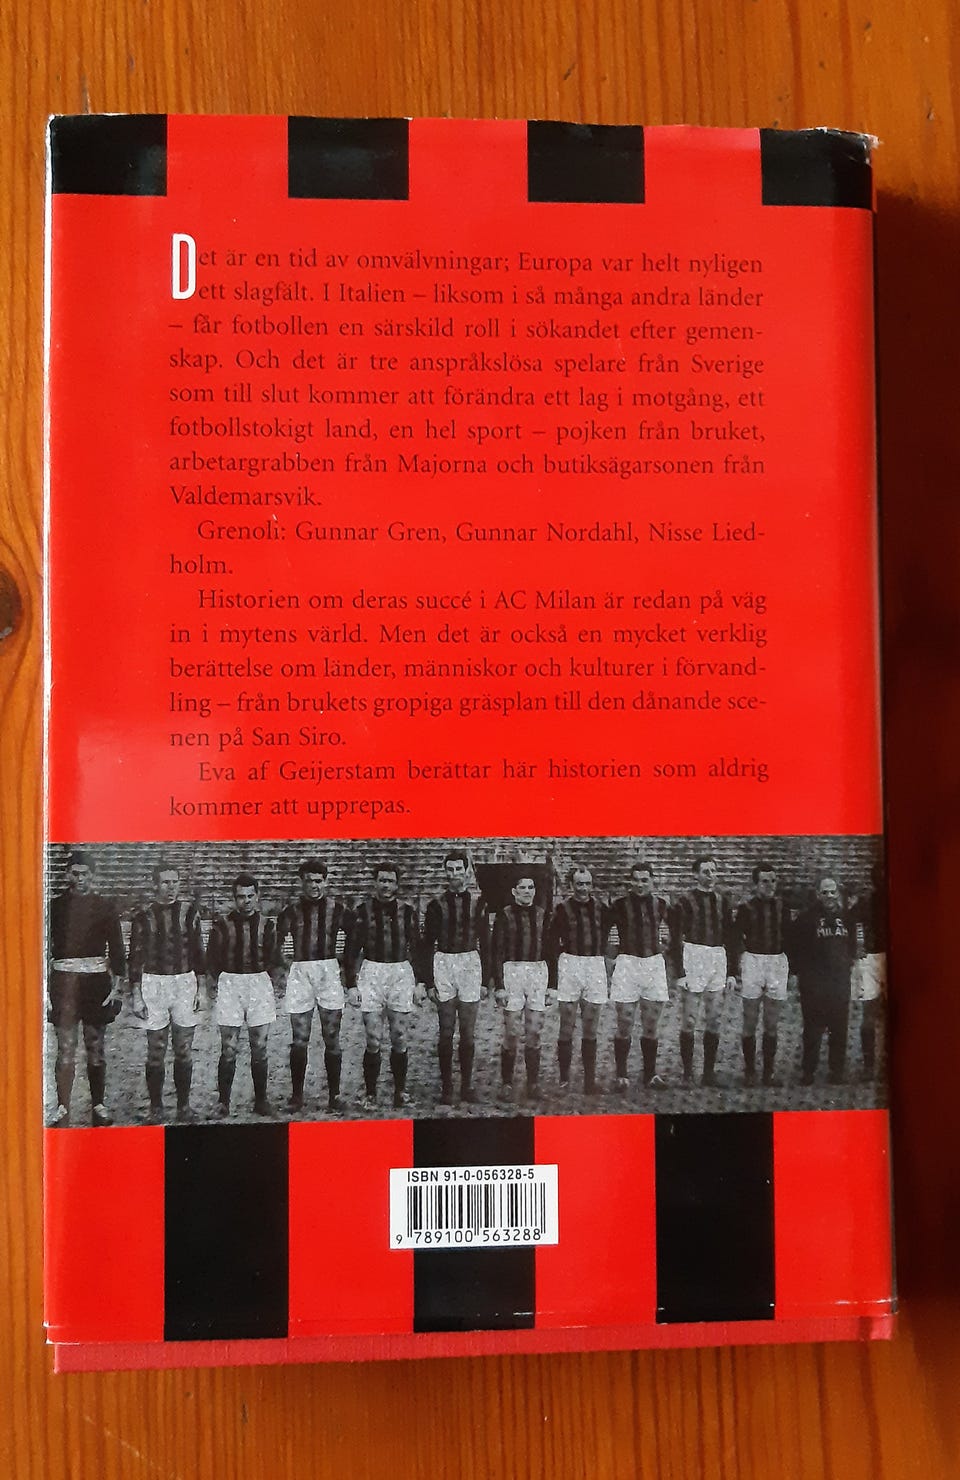 Det är en tid av omvälvningar; Europa var helt nyligen
ett slagfält. I Italien – liksom i så många andra länder
– får fotbollen en särskild roll i sökandet efter gemen-
skap. Och det är tre anspråkslösa spelare från Sverige
som till slut kommer att förändra ett lag i motgång, ett
fotbollstokigt land, en hel sport – pojken från bruket,
arbetargrabben från Majorna och butiksägarsonen från
Valdemarsvik.
Grenoli: Gunnar Gren, Gunnar Nordahl, Nisse Lied-
holm.
Historien om deras succé i AC Milan är redan på väg
in i mytens värld. Men det är också en mycket verklig
berättelse om länder, människor och kulturer i förvand-
ling – från brukets gropiga gräsplan till den dånande sce-
nen på San Siro.
Eva af Geijerstam berättar här historien som aldrig
kommer att upprepas.
F. C.
MILAN
ISBN 91-0-056328-5
9 789100 563288